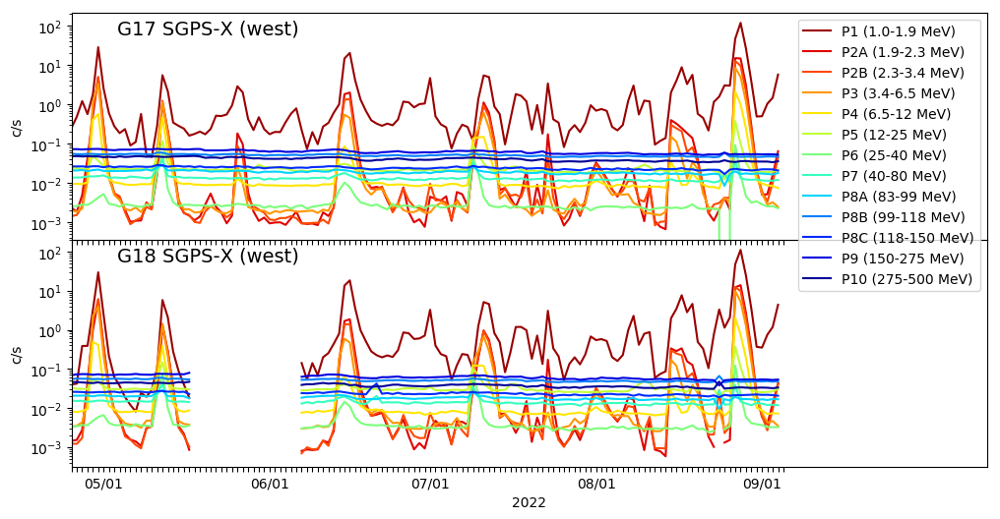 G17 SGPS-X (west)
10²
10¹
10⁰
10⁻¹
10⁻²
10⁻³
c/s
P1 (1.0-1.9 MeV)
P2A (1.9-2.3 MeV)
P2B (2.3-3.4 MeV)
P3 (3.4-6.5 MeV)
P4 (6.5-12 MeV)
P5 (12-25 MeV)
P6 (25-40 MeV)
P7 (40-80 MeV)
P8A (83-99 MeV)
P8B (99-118 MeV)
P8C (118-150 MeV)
P9 (150-275 MeV)
P10 (275-500 MeV)
G18 SGPS-X (west)
10²
10¹
10⁰
10⁻¹
10⁻²
10⁻³
c/s
05/01 06/01 07/01 08/01 09/01
2022